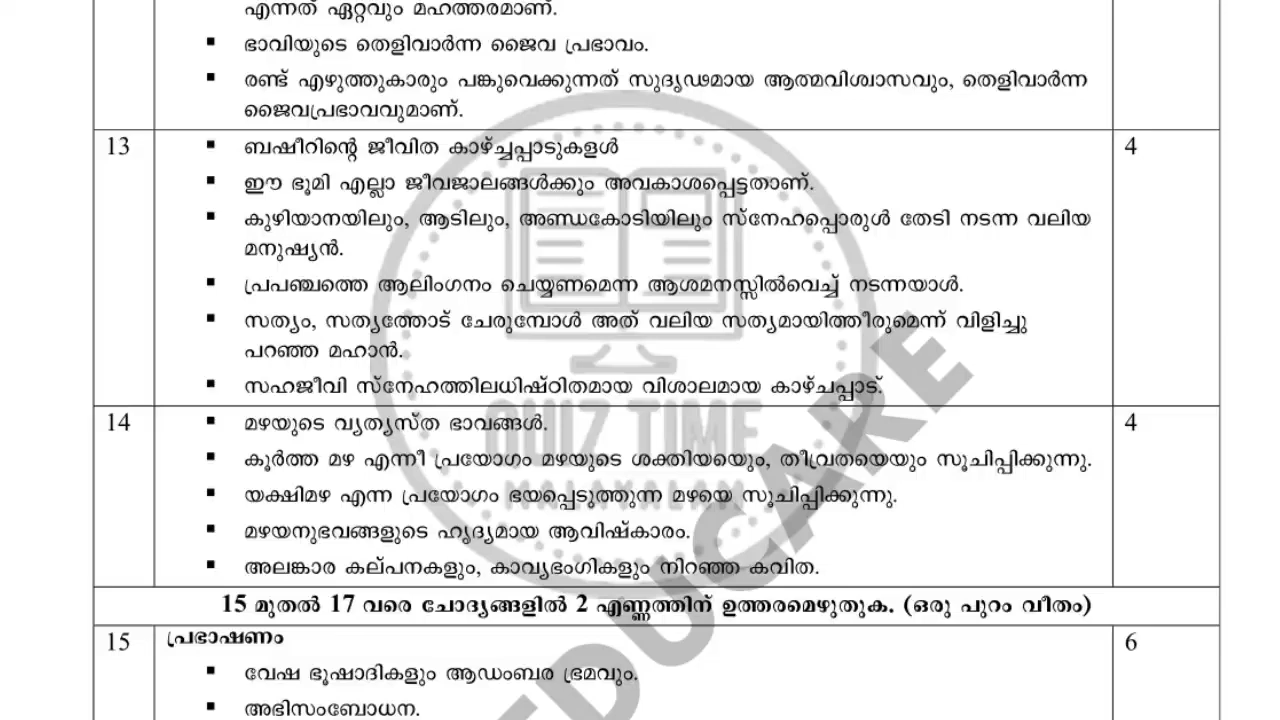 എന്നത് ഏറ്റവും മഹത്തരമാണ്.
▪ ഭാവിയുടെ തെളിവാർന്ന ജൈവ പ്രഭാവം.
▪ രണ്ട് എഴുത്തുകാരും പങ്കുവെക്കുന്നത് സുദൃഢമായ ആത്മവിശ്വാസവും, തെളിവാർന്ന
ജൈവപ്രഭാവവുമാണ്.
13 ▪ ബഷീറിന്റെ ജീവിത കാഴ്ച്ചപ്പാടുകളൾ 4
▪ ഈ ഭൂമി എല്ലാ ജീവജാലങ്ങൾക്കും അവകാശപ്പെട്ടതാണ്.
▪ കുഴിയാനയിലും, ആടിലും, അണ്ഡകോടിയിലും സ്നേഹപ്പൊരുൾ തേടി നടന്ന വലിയ
മനുഷ്യൻ.
▪ പ്രപഞ്ചത്തെ ആലിംഗനം ചെയ്യണമെന്ന ആശമനസ്സിൽവെച്ച് നടന്നയാൾ.
▪ സത്യം, സത്യത്തോട് ചേരുമ്പോൾ അത് വലിയ സത്യമായിത്തീരുമെന്ന് വിളിച്ചു
പറഞ്ഞ മഹാൻ.
▪ സഹജീവി സ്നേഹത്തിലധിഷ്ഠിതമായ വിശാലമായ കാഴ്ചപ്പാട്.
14 ▪ മഴയുടെ വ്യത്യസ്ത ഭാവങ്ങൾ. 4
▪ കൂർത്ത മഴ എന്നീ പ്രയോഗം മഴയുടെ ശക്തിയയെും, തീവ്രതയെയും സൂചിപ്പിക്കുന്നു.
▪ യക്ഷിമഴ എന്ന പ്രയോഗം ഭയപ്പെടുത്തുന്ന മഴയെ സൂചിപ്പിക്കുന്നു.
▪ മഴയനുഭവങ്ങളുടെ ഹൃദ്യമായ ആവിഷ്കാരം.
▪ അലങ്കാര കല്പനകളും, കാവ്യഭംഗികളും നിറഞ്ഞ കവിത.
15 മുതൽ 17 വരെ ചോദ്യങ്ങളിൽ 2 എണ്ണത്തിന് ഉത്തരമെഴുതുക. (ഒരു പുറം വീതം)
15 പ്രഭാഷണം 6
▪ വേഷ ഭൂഷാദികളും ആഡംബര ഭ്രമവും.
▪ അഭിസംബോധന.
QUIZ TIME
MALAYALAM
EDUCARE